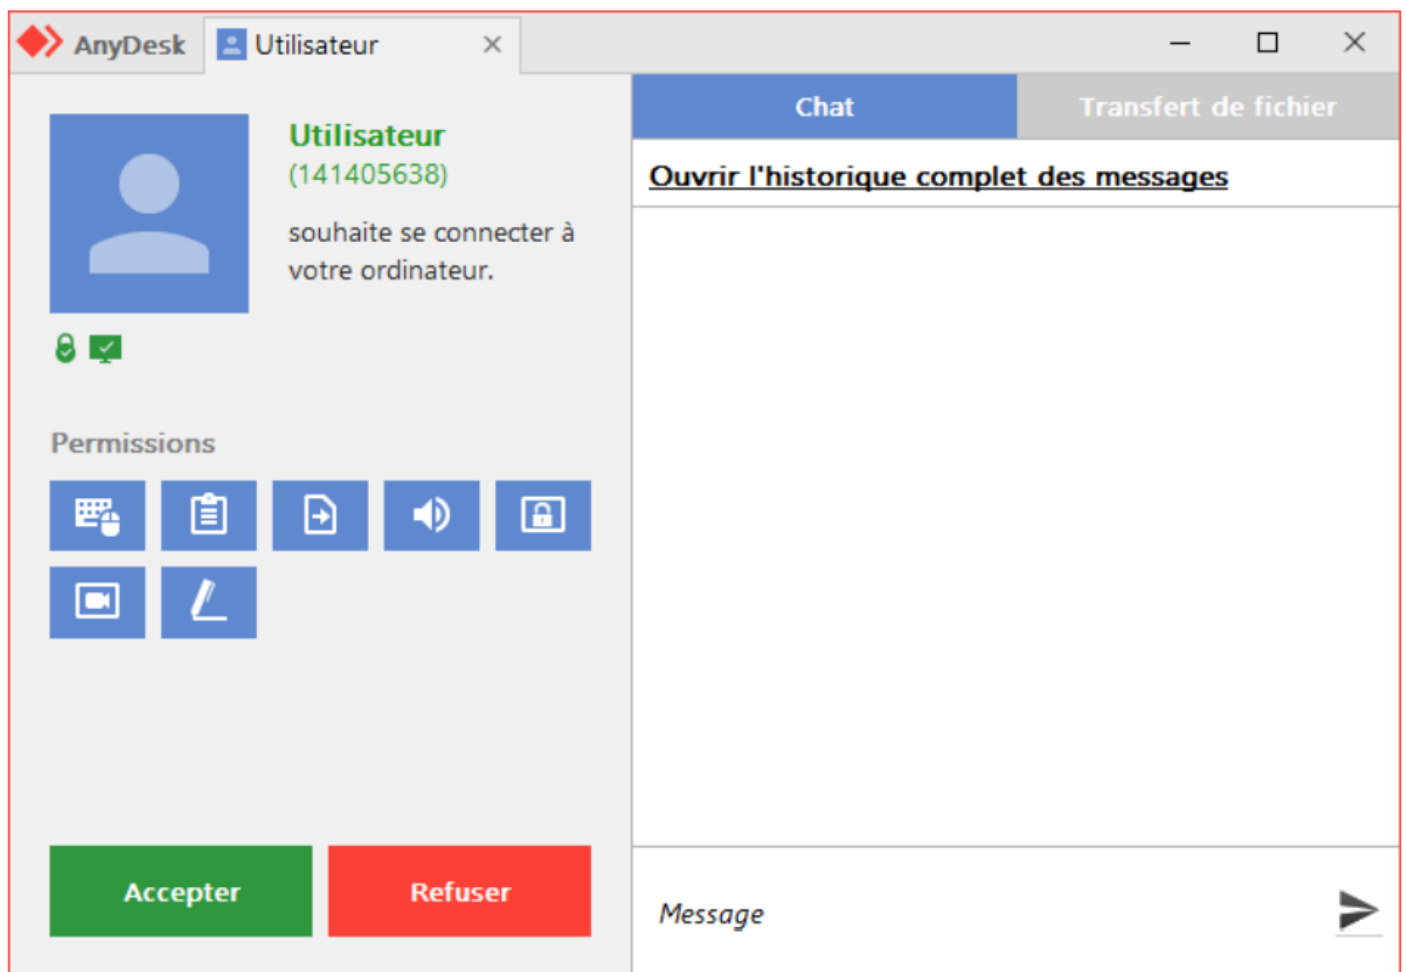 AnyDesk
Utilisateur
Utilisateur
(141405638)
souhaite se connecter à
votre ordinateur.
Permissions
Accepter
Refuser
Chat
Transfert de fichier
Ouvrir l'historique complet des messages
Message